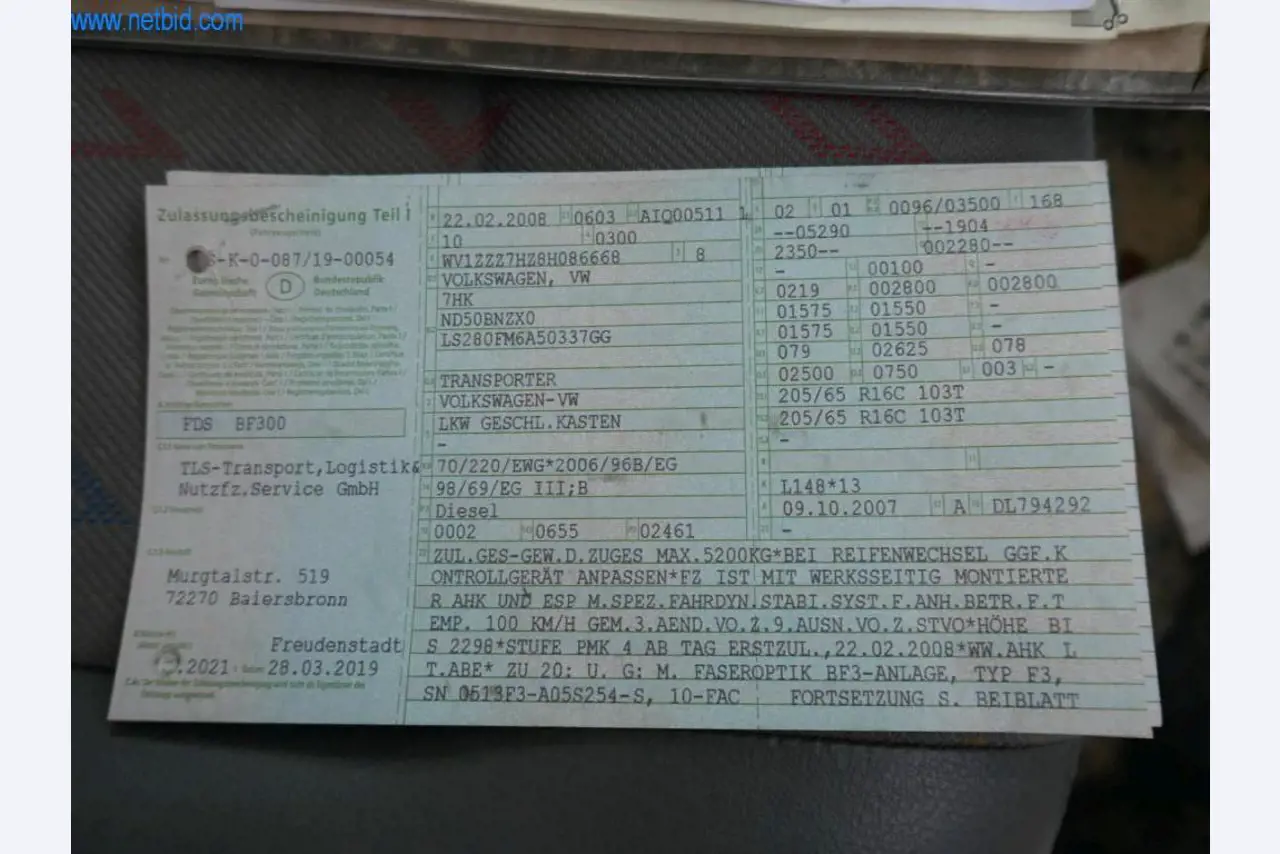 www.netbid.com
Zulassungsbescheinigung Teil I
(Fahrzeugschein)
S-K-0-087/19-00054
Europäische Gemeinschaft
D
Bundesrepublik Deutschland
FDS BF300
TLS-Transport,Logistik&
Nutzfz.Service GmbH
Murgtalstr. 519
72270 Baiersbronn
Freudenstadt
.2021 28.03.2019
22.02.2008 0603 AIQ00511 1
10 0300
WV1ZZZ7HZ8H086668 8
VOLKSWAGEN, VW
7HK
ND50BNZX0
LS280FM6A50337GG
TRANSPORTER
VOLKSWAGEN-VW
LKW GESCHL.KASTEN
-
70/220/EWG*2006/96B/EG
98/69/EG III;B
Diesel
0002 0655 02461
02 01 0096/03500 168
--05290 --1904
2350-- 002280--
- 00100 -
0219 002800 002800
01575 01550 -
01575 01550 -
079 02625 078
02500 0750 003 -
205/65 R16C 103T
205/65 R16C 103T
-
L148*13
09.10.2007 A DL794292
-
ZUL.GES-GEW.D.ZUGES MAX.5200KG*BEI REIFENWECHSEL GGF.K
ONTROLLGERÄT ANPASSEN*FZ IST MIT WERKSSEITIG MONTIERTE
R AHK UND ESP M.SPEZ.FAHRDYN.STABI.SYST.F.ANH.BETR.F.T
EMP. 100 KM/H GEM.3.AEND.VO.Z.9.AUSN.VO.Z.STVO*HÖHE BI
S 2298*STUFE PMK 4 AB TAG ERSTZUL.,22.02.2008*WW.AHK L
T.ABE* ZU 20: U. G: M. FASEROPTIK BF3-ANLAGE, TYP F3,
SN 0613F3-A05S254-S, 10-FAC FORTSETZUNG S. BEIBLATT